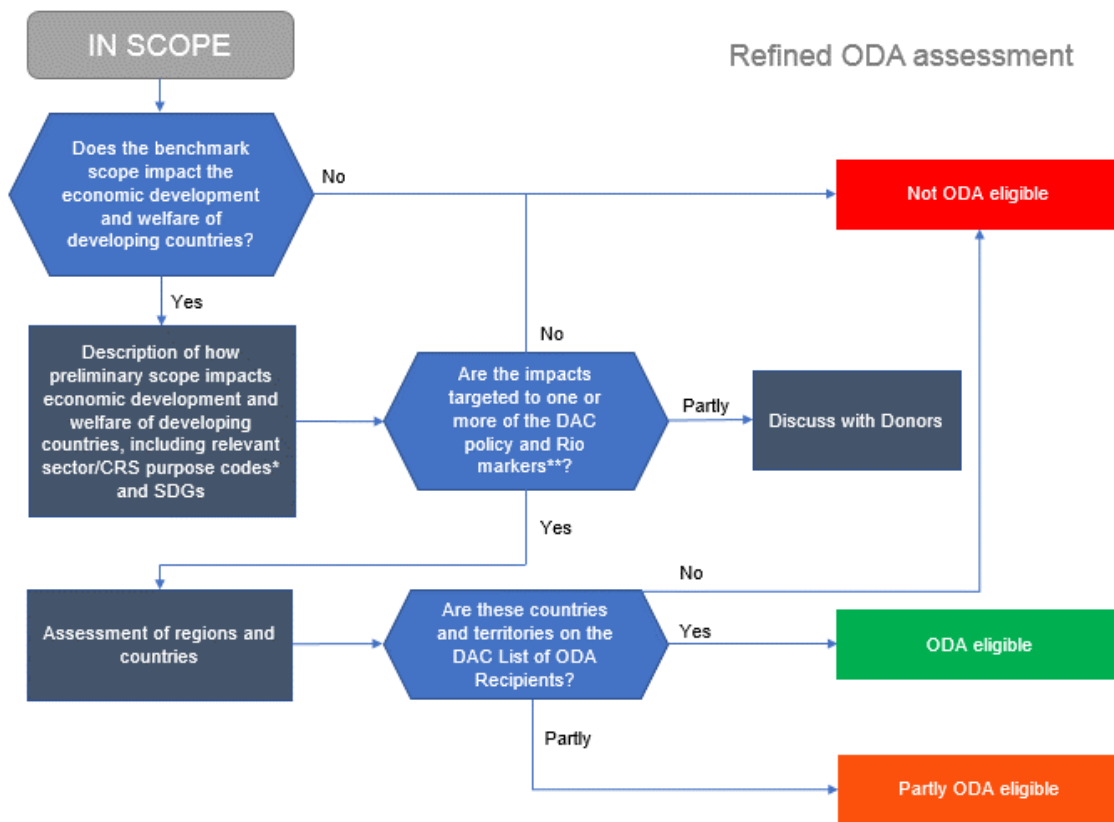 IN SCOPE
Refined ODA assessment
Does the benchmark
scope impact the
economic development
and welfare of
developing countries?
No
Not ODA eligible
Yes
Description of how
preliminary scope impacts
economic development and
welfare of developing
countries, including relevant
sector/CRS purpose codes*
and SDGs
No
Are the impacts
targeted to one or
more of the DAC
policy and Rio
markers**?
Partly
Discuss with Donors
Yes
Assessment of regions and
countries
Are these countries
and territories on the
DAC List of ODA
Recipients?
No
Yes
ODA eligible
Partly
Partly ODA eligible